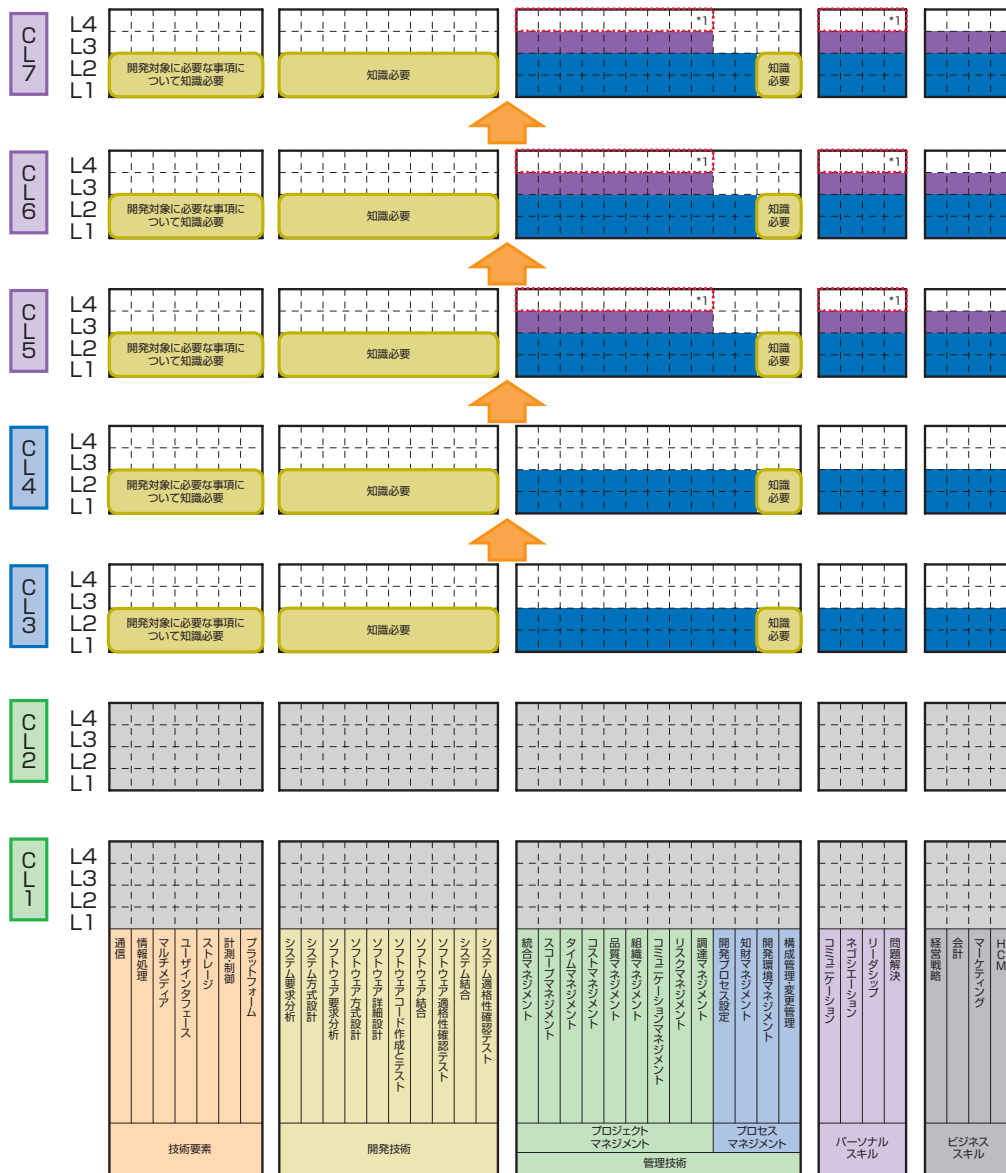 CL7
L4
L3
L2
L1
開発対象に必要な事項に
ついて知識必要
知識必要
*1
知識
必要
*1
CL6
L4
L3
L2
L1
開発対象に必要な事項に
ついて知識必要
知識必要
*1
知識
必要
*1
CL5
L4
L3
L2
L1
開発対象に必要な事項に
ついて知識必要
知識必要
*1
知識
必要
*1
CL4
L4
L3
L2
L1
開発対象に必要な事項に
ついて知識必要
知識必要
知識
必要
CL3
L4
L3
L2
L1
開発対象に必要な事項に
ついて知識必要
知識必要
知識
必要
CL2
L4
L3
L2
L1
CL1
L4
L3
L2
L1
通信
情報処理
マルチメディア
ユーザインタフェース
ストレージ
計測・制御
プラットフォーム
システム要求分析
システム方式設計
ソフトウェア要求分析
ソフトウェア方式設計
ソフトウェア詳細設計
ソフトウェアコード作成とテスト
ソフトウェア結合
ソフトウェア適格性確認テスト
システム結合
システム適格性確認テスト
統合マネジメント
スコープマネジメント
タイムマネジメント
コストマネジメント
品質マネジメント
組織マネジメント
コミュニケーションマネジメント
リスクマネジメント
調達マネジメント
開発プロセス設定
知財マネジメント
開発環境マネジメント
構成管理・変更管理
コミュニケーション
ネゴシエーション
リーダシップ
問題解決
経営戦略
会計
マーケティング
HCM
技術要素
開発技術
プロジェクト
マネジメント
プロセス
マネジメント
管理技術
パーソナル
スキル
ビジネス
スキル